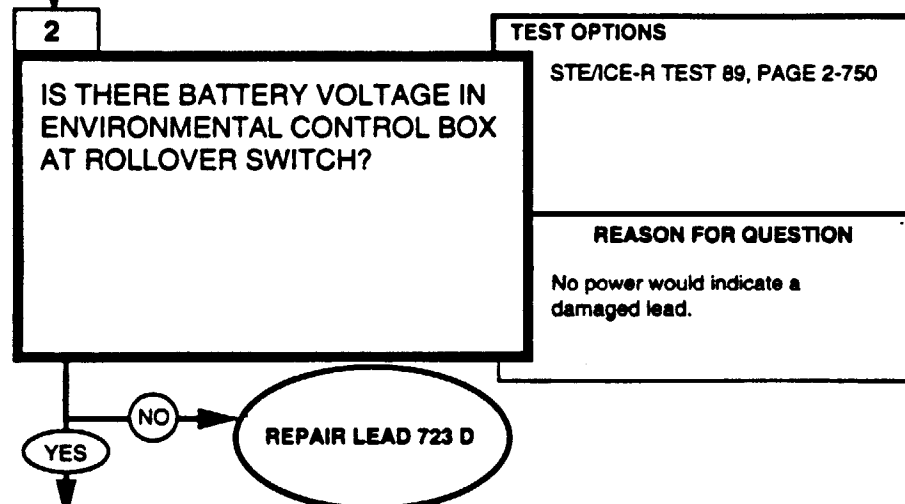 2
IS THERE BATTERY VOLTAGE IN
ENVIRONMENTAL CONTROL BOX
AT ROLLOVER SWITCH?
TEST OPTIONS
STE/ICE-R TEST 89, PAGE 2-750
REASON FOR QUESTION
No power would indicate a
damaged lead.
NO
REPAIR LEAD 723 D
YES